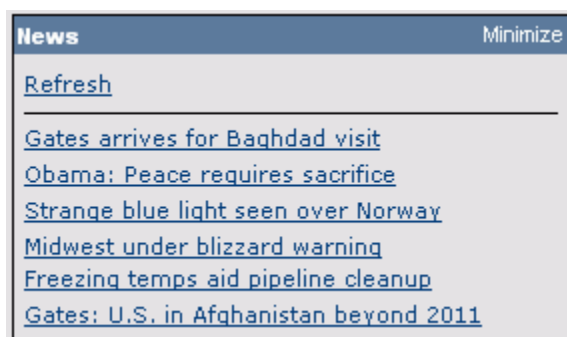 News
Minimize
Refresh
Gates arrives for Baghdad visit
Obama: Peace requires sacrifice
Strange blue light seen over Norway
Midwest under blizzard warning
Freezing temps aid pipeline cleanup
Gates: U.S. in Afghanistan beyond 2011